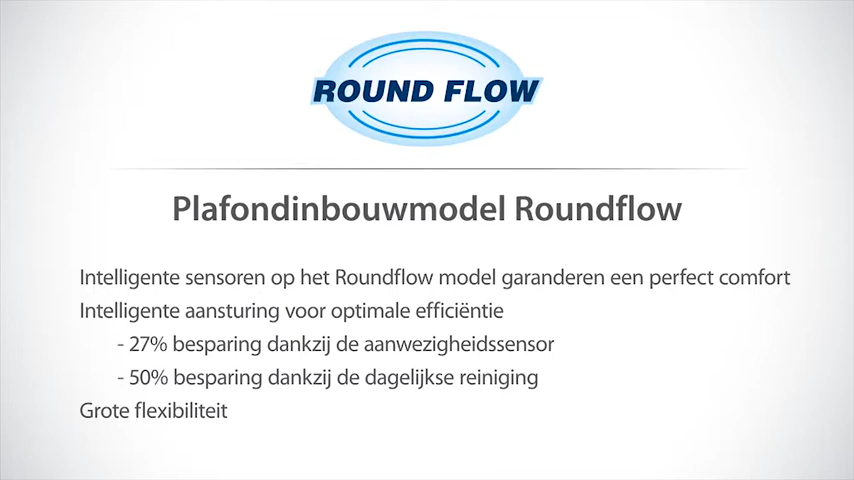 ROUND FLOW
Plafondinbouwmodel Roundflow
Intelligente sensoren op het Roundflow model garanderen een perfect comfort
Intelligente aansturing voor optimale efficiëntie
- 27% besparing dankzij de aanwezigheidssensor
- 50% besparing dankzij de dagelijkse reiniging
Grote flexibiliteit